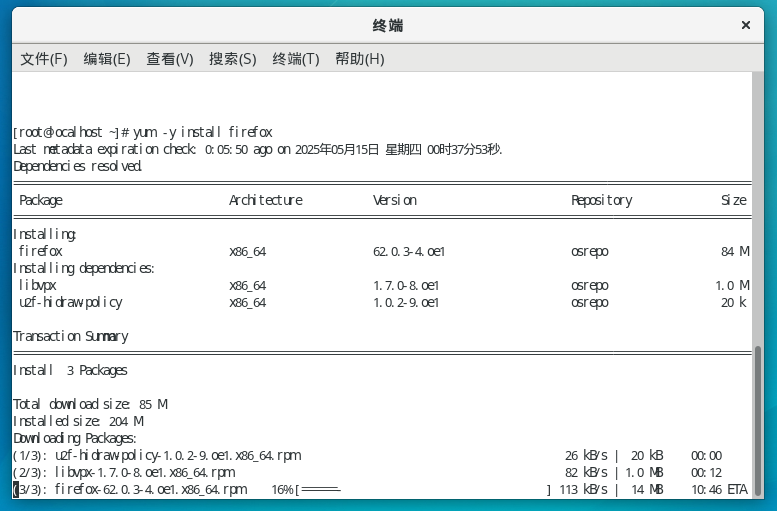 终端 ×
文件(F) 编辑(E) 查看(V) 搜索(S) 终端(T) 帮助(H)
[root@localhost ~]# yum -y install firefox
Last metadata expiration check: 0:05:50 ago on 2025年05月15日 星期四 00时37分53秒.
Dependencies resolved.
Package Architecture Version Repository Size
Installing:
firefox x86_64 62.0.3-4.oe1 osrepo 84 M
Installing dependencies:
libvpx x86_64 1.7.0-8.oe1 osrepo 1.0 M
u2f-hidraw-policy x86_64 1.0.2-9.oe1 osrepo 20 k
Transaction Summary
Install 3 Packages
Total download size: 85 M
Installed size: 204 M
Downloading Packages:
(1/3): u2f-hidraw-policy-1.0.2-9.oe1.x86_64.rpm 26 kB/s | 20 kB 00:00
(2/3): libvpx-1.7.0-8.oe1.x86_64.rpm 82 kB/s | 1.0 MB 00:12
(3/3): firefox-62.0.3-4.oe1.x86_64.rpm 16% [=====- ] 113 kB/s | 14 MB 10:46 ETA